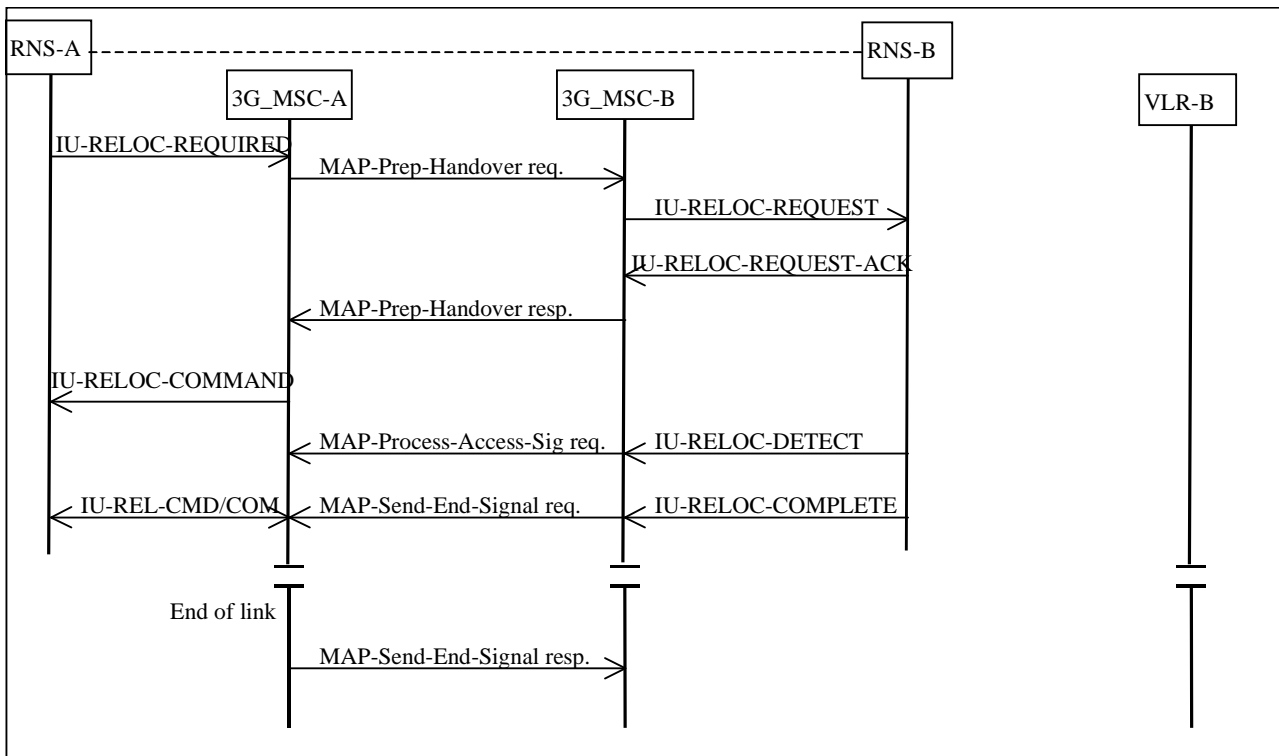 RNS-A
RNS-B
3G_MSC-A
3G_MSC-B
VLR-B
IU-RELOC-REQUIRED
MAP-Prep-Handover req.
IU-RELOC-REQUEST
IU-RELOC-REQUEST-ACK
MAP-Prep-Handover resp.
IU-RELOC-COMMAND
MAP-Process-Access-Sig req.
IU-RELOC-DETECT
IU-REL-CMD/COM
MAP-Send-End-Signal req.
IU-RELOC-COMPLETE
End of link
MAP-Send-End-Signal resp.